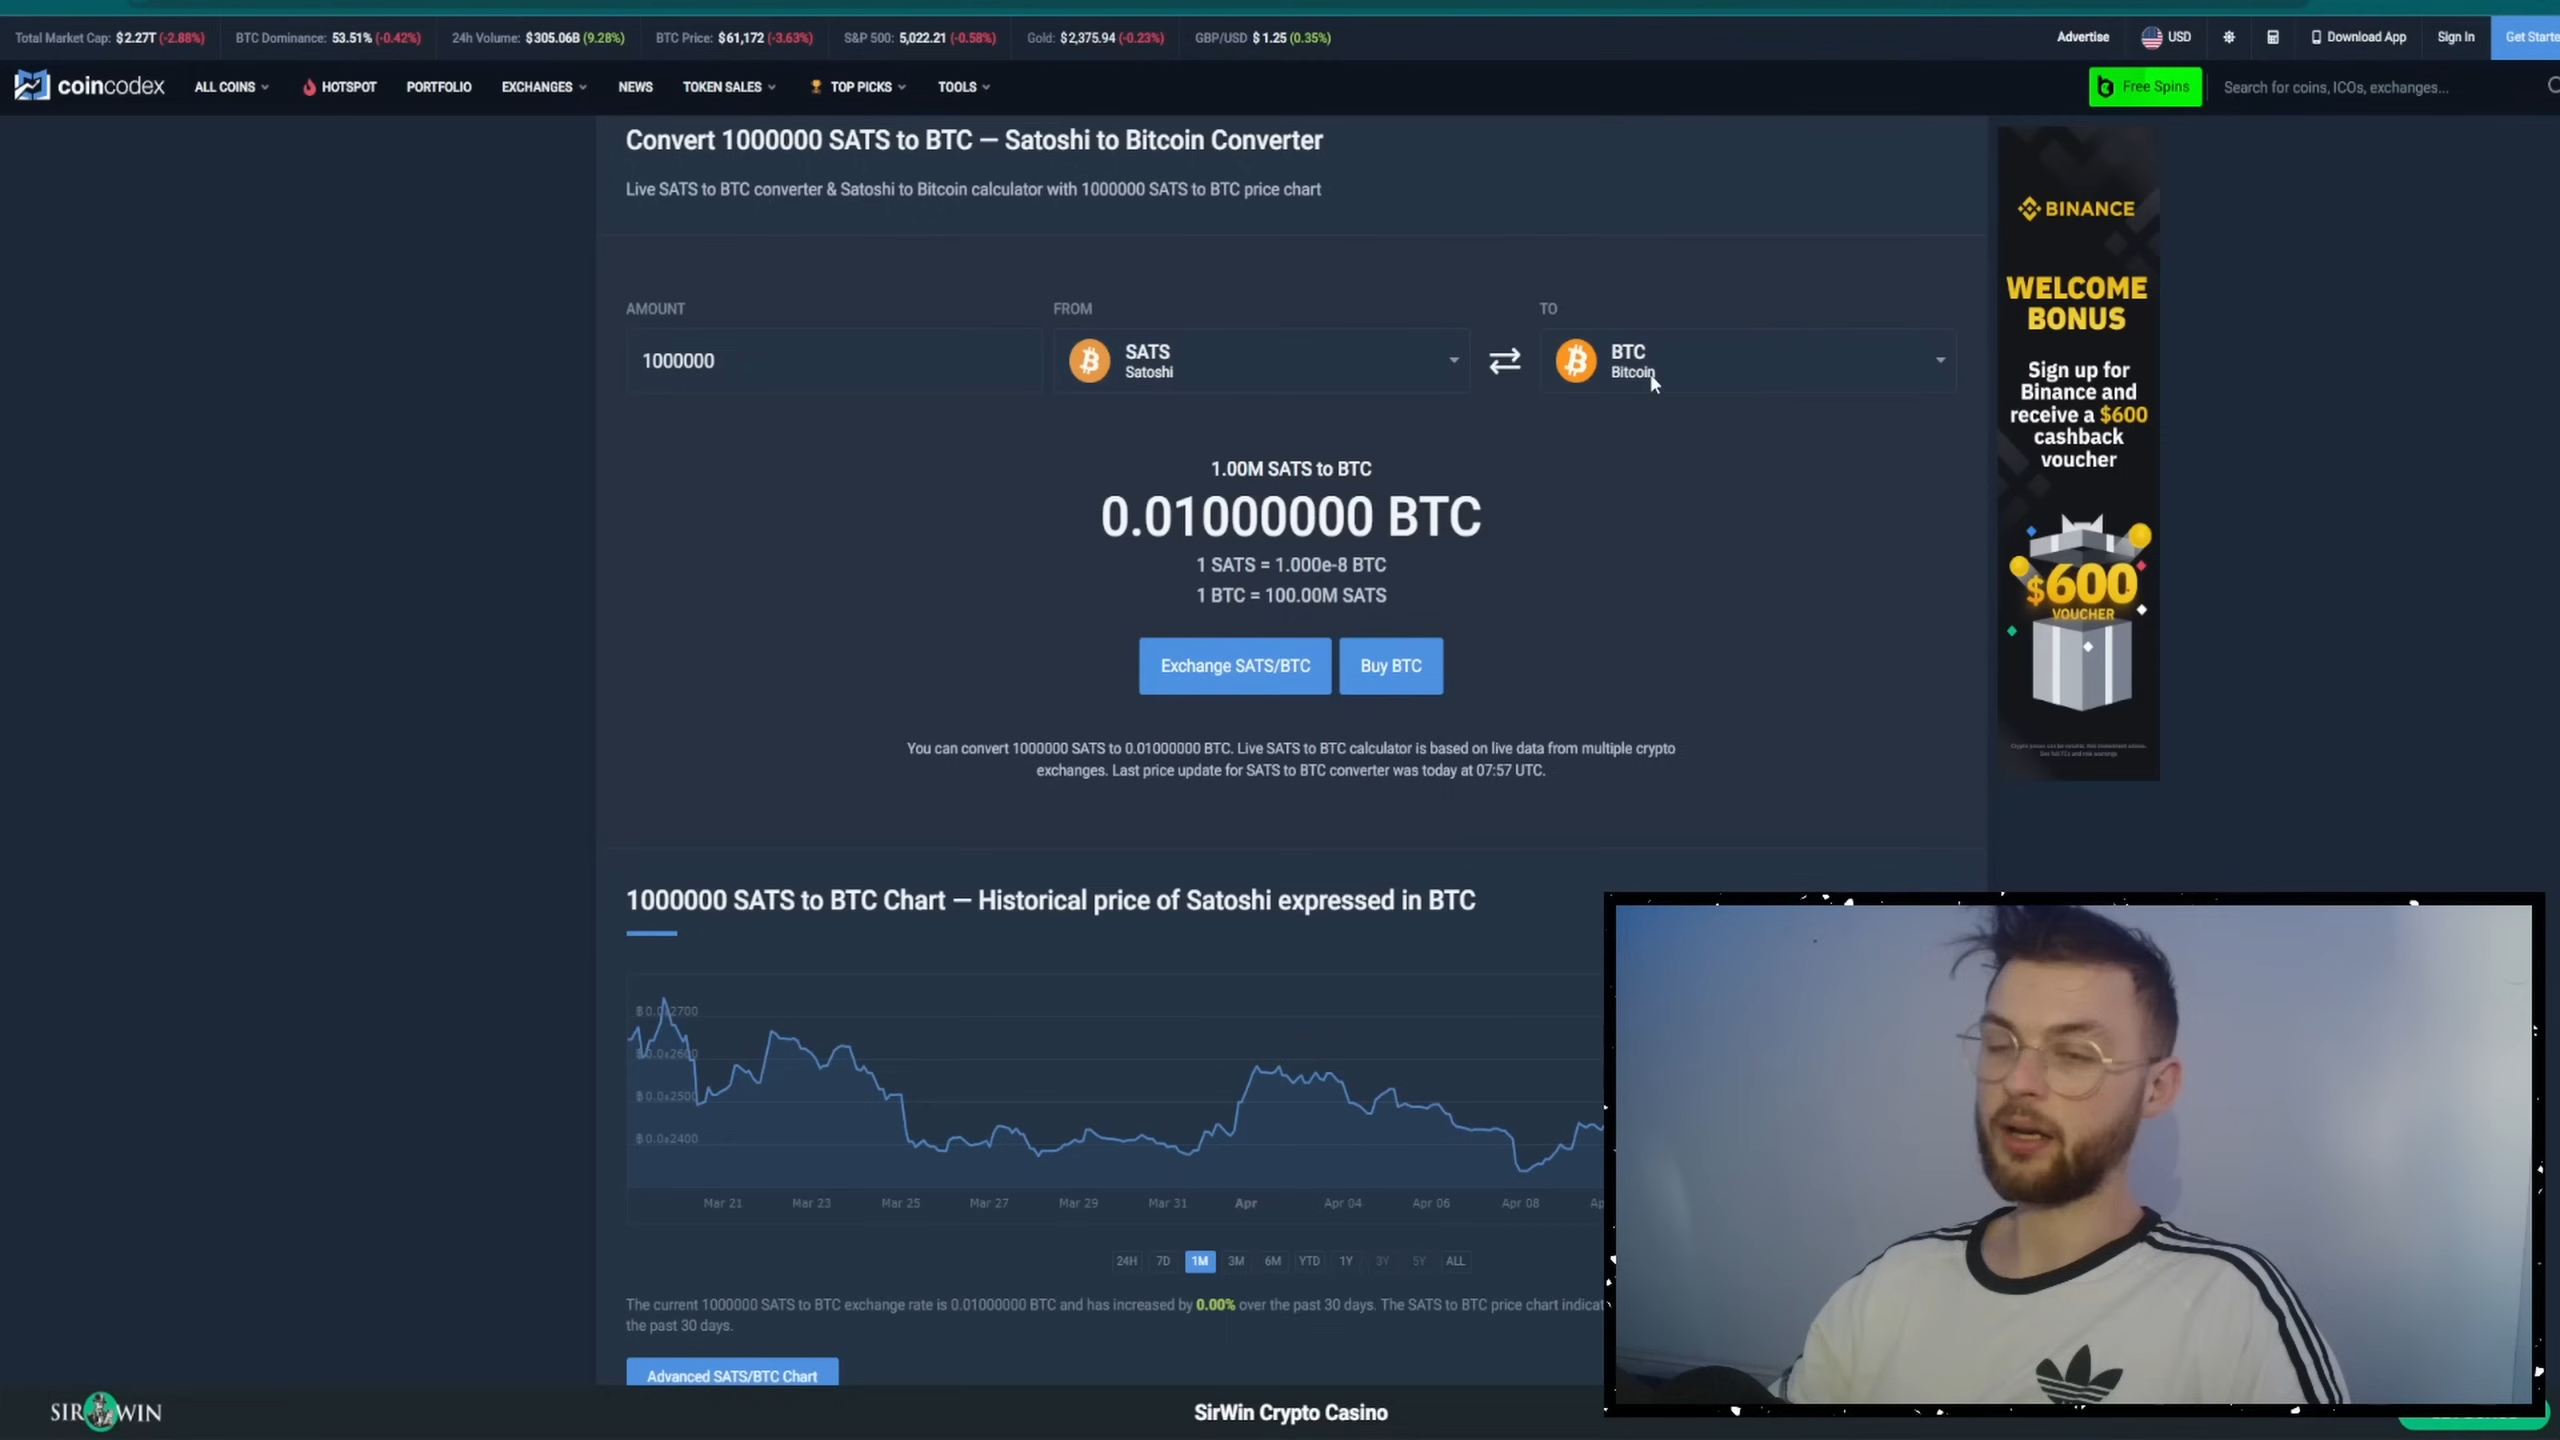 Total Market Cap: $2.27T (-2.88%) BTC Dominance: 53.51% (-0.42%) 24h Volume: $305.06B (9.28%) BTC Price: $61,172 (-3.63%) S&P 500: 5,022.21 (-0.58%) Gold: $2,375.94 (-0.23%) GBP/USD $1.25 (0.35%) Advertise USD Download App Sign In Get Starte
coincodex ALL COINS HOTSPOT PORTFOLIO EXCHANGES NEWS TOKEN SALES TOP PICKS TOOLS Free Spins Search for coins, ICOs, exchanges...
Convert 1000000 SATS to BTC — Satoshi to Bitcoin Converter
Live SATS to BTC converter & Satoshi to Bitcoin calculator with 1000000 SATS to BTC price chart
AMOUNT FROM TO
1000000
SATS
Satoshi
BTC
Bitcoin
1.00M SATS to BTC
0.01000000 BTC
1 SATS = 1.000e-8 BTC
1 BTC = 100.00M SATS
Exchange SATS/BTC Buy BTC
You can convert 1000000 SATS to 0.01000000 BTC. Live SATS to BTC calculator is based on live data from multiple crypto
exchanges. Last price update for SATS to BTC converter was today at 07:57 UTC.
BINANCE
WELCOME
BONUS
Sign up for
Binance and
receive a $600
cashback
voucher
$600
VOUCHER
1000000 SATS to BTC Chart — Historical price of Satoshi expressed in BTC
Mar 21 Mar 23 Mar 25 Mar 27 Mar 29 Mar 31 Apr Apr 04 Apr 06 Apr 08
24H 7D 1M 3M 6M YTD 1Y 3Y 5Y ALL
The current 1000000 SATS to BTC exchange rate is 0.01000000 BTC and has increased by 0.00% over the past 30 days. The SATS to BTC price chart indicat
the past 30 days.
Advanced SATS/BTC Chart
SIR WIN
SirWin Crypto Casino